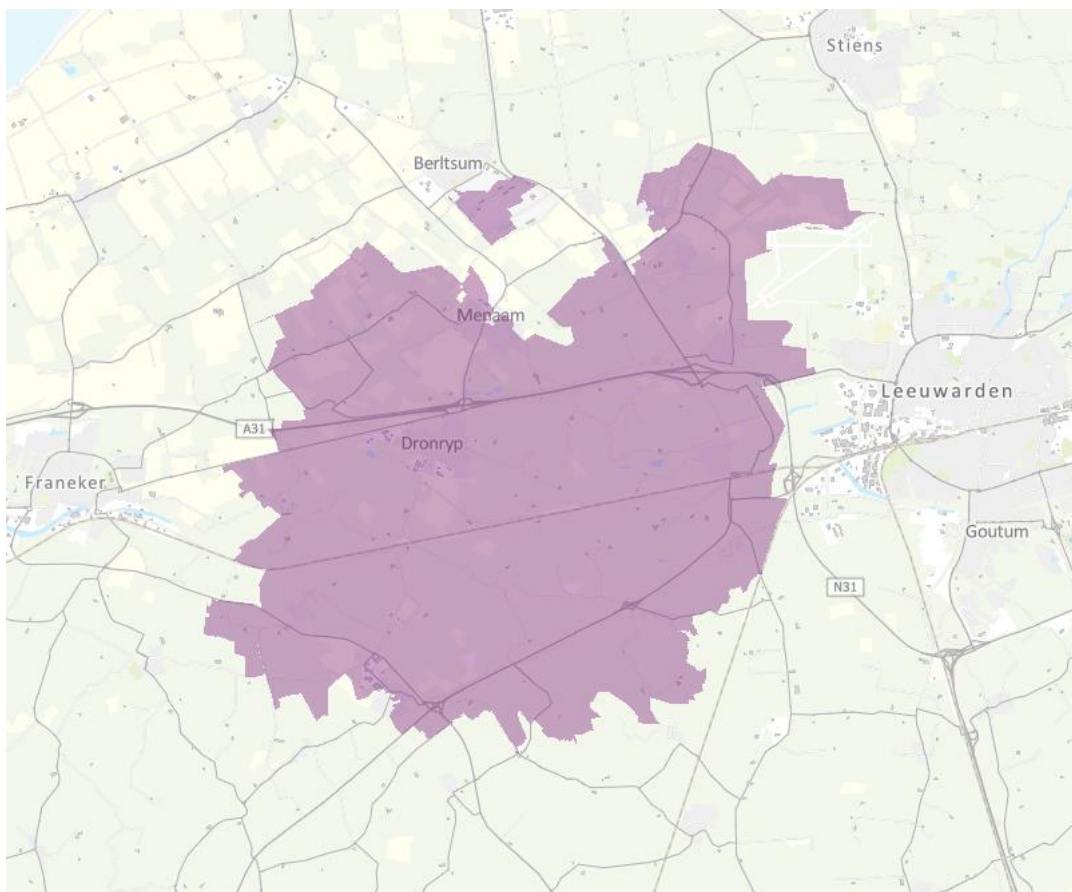 Stiens
Berltsum
Menaam
Leeuwarden
A31
Dronryp
Franeker
Goutum
N31